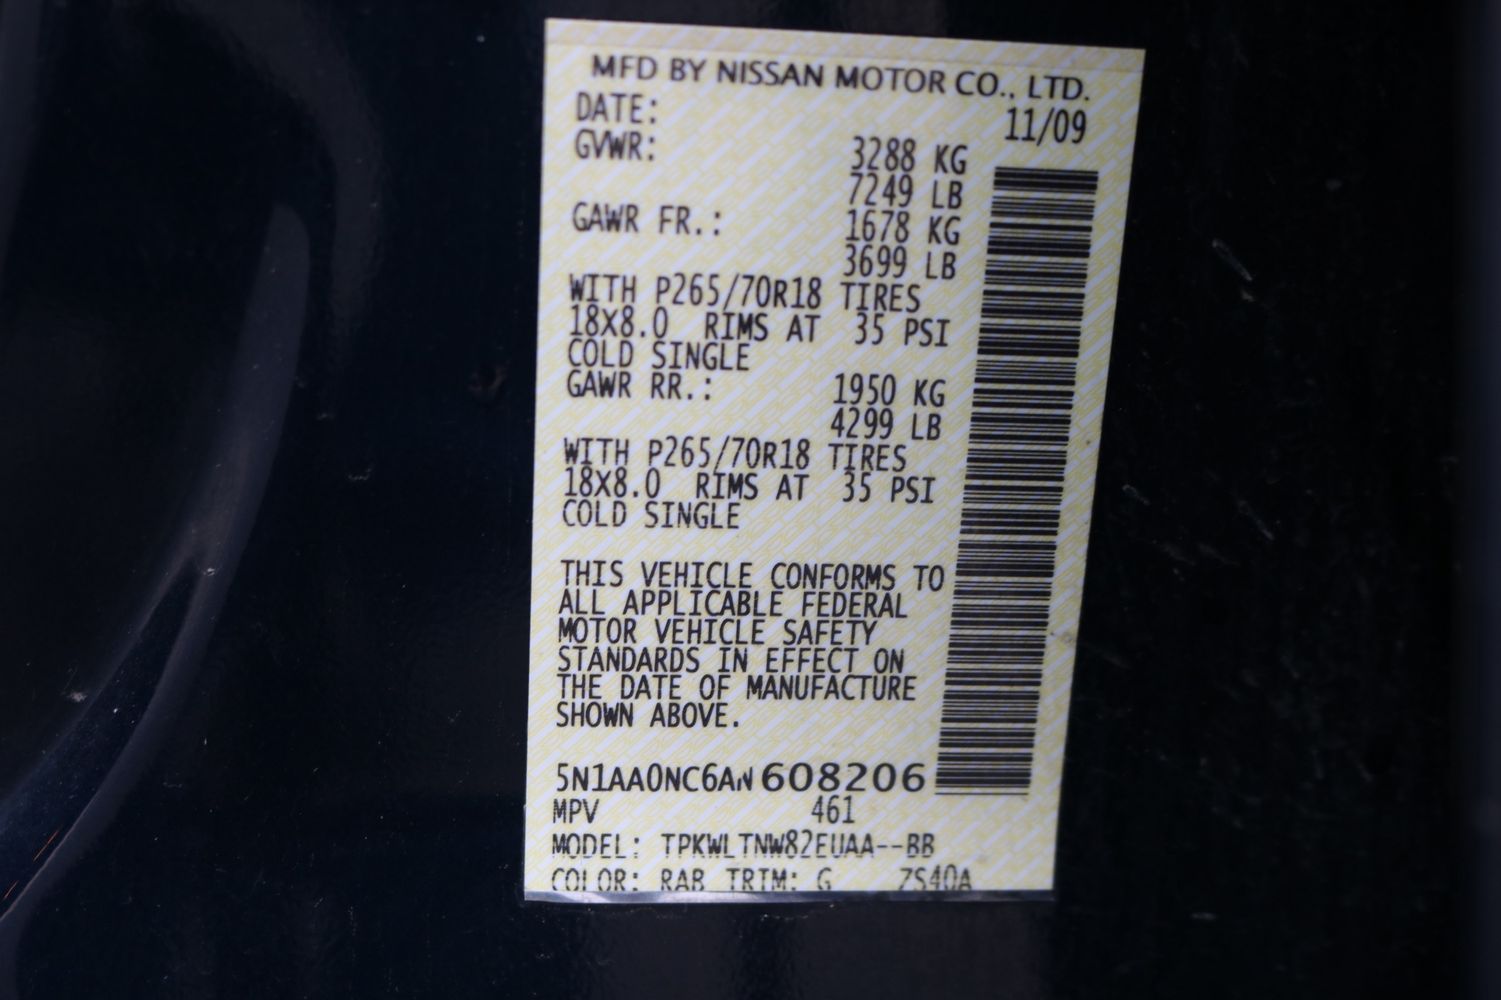 MFD BY NISSAN MOTOR CO., LTD.
DATE: 11/09
GVWR: 3288 KG
7249 LB
GAWR FR.: 1678 KG
3699 LB
WITH P265/70R18 TIRES
18X8.0 RIMS AT 35 PSI
COLD SINGLE
GAWR RR.: 1950 KG
4299 LB
WITH P265/70R18 TIRES
18X8.0 RIMS AT 35 PSI
COLD SINGLE
THIS VEHICLE CONFORMS TO
ALL APPLICABLE FEDERAL
MOTOR VEHICLE SAFETY
STANDARDS IN EFFECT ON
THE DATE OF MANUFACTURE
SHOWN ABOVE.
5N1AA0NC6AN608206
MPV 461
MODEL: TPKWLTNW82EUAA--BB
COLOR: RAB TRIM: G ZS40A